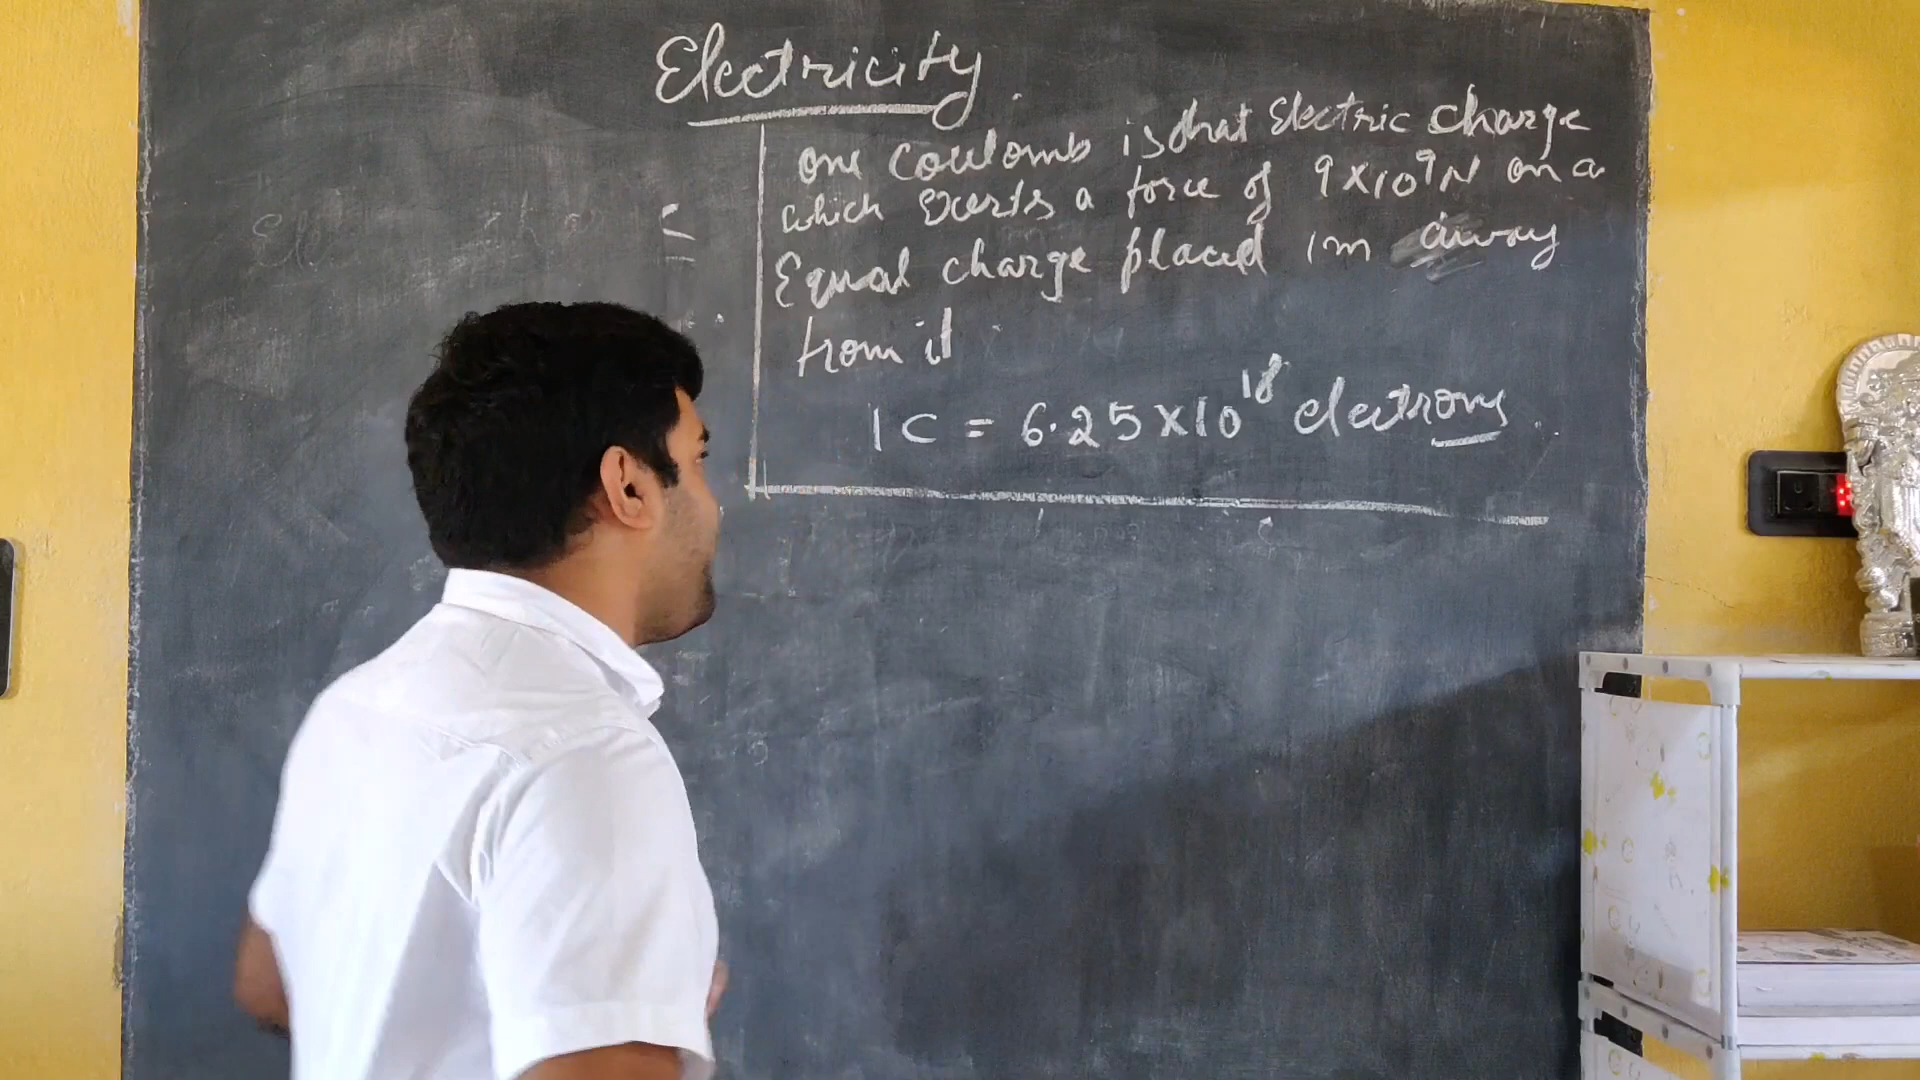 Electricity.
one coulomb is that Electric charge
which Exerts a force of 9x10⁹N on a
Equal charge placed 1m away
from it.
1 C = 6.25x10¹⁸ electrons..